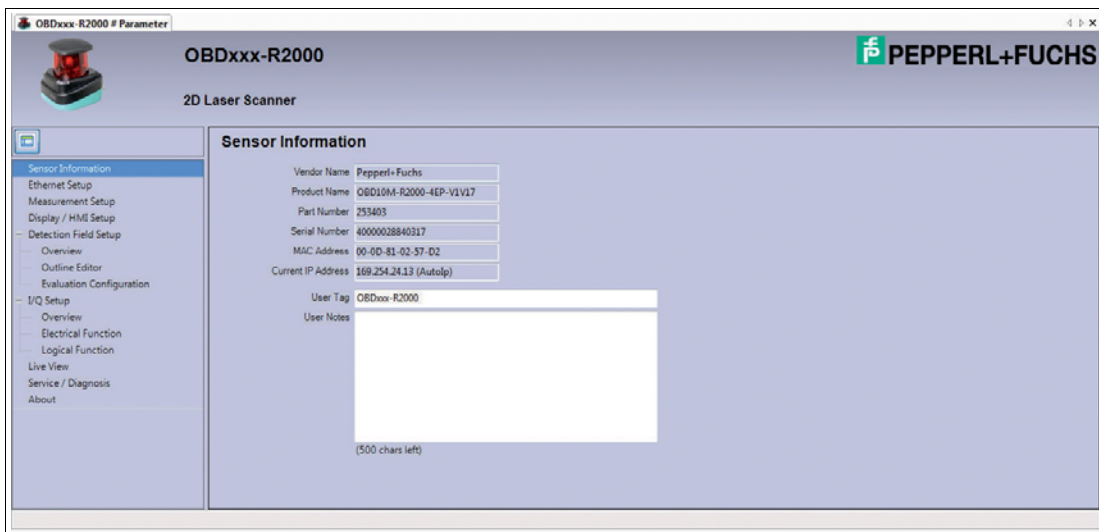 OBDxxx-R2000 # Parameter
OBDxxx-R2000
PEPPERL+FUCHS
2D Laser Scanner
Sensor Information
Ethernet Setup
Measurement Setup
Display / HMI Setup
Detection Field Setup
Overview
Outline Editor
Evaluation Configuration
I/Q Setup
Overview
Electrical Function
Logical Function
Live View
Service / Diagnosis
About
Sensor Information
Vendor Name Pepperl+Fuchs
Product Name OBD10M-R2000-4EP-V1V17
Part Number 253403
Serial Number 40000028840317
MAC Address 00-0D-81-02-57-D2
Current IP Address 169.254.24.13 (AutoIp)
User Tag OBDxxx-R2000
User Notes
(500 chars left)